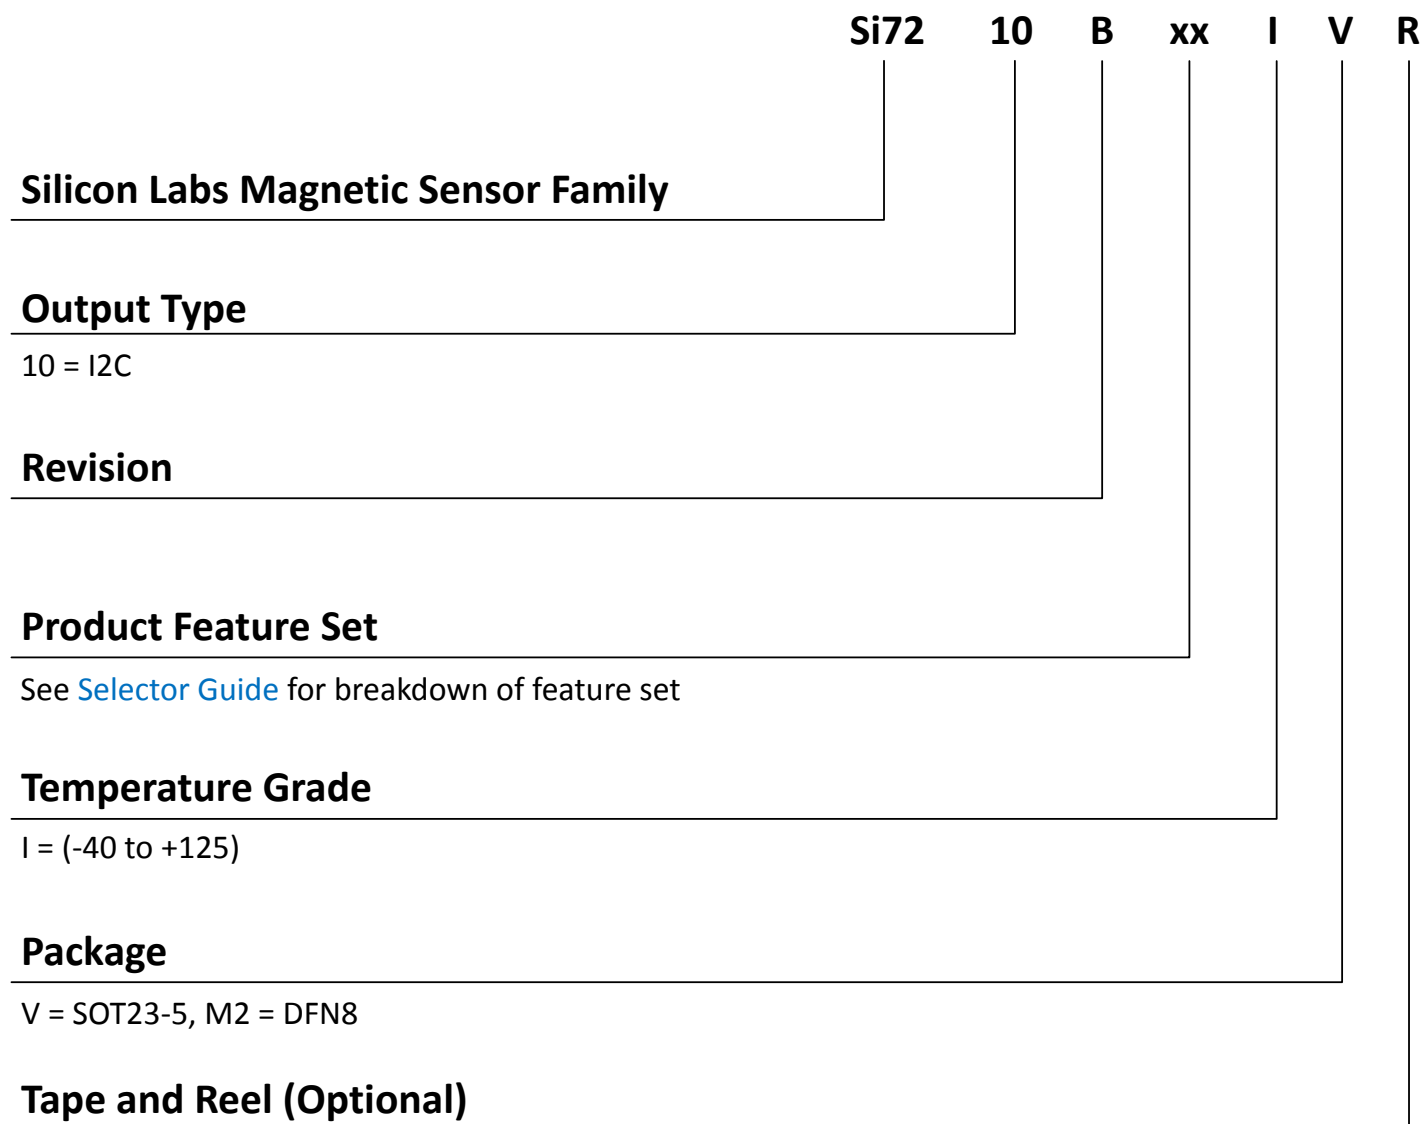 Si72 10 B xx I V R
Silicon Labs Magnetic Sensor Family
Output Type
10 = I2C
Revision
Product Feature Set
See Selector Guide for breakdown of feature set
Temperature Grade
I = (-40 to +125)
Package
V = SOT23-5, M2 = DFN8
Tape and Reel (Optional)